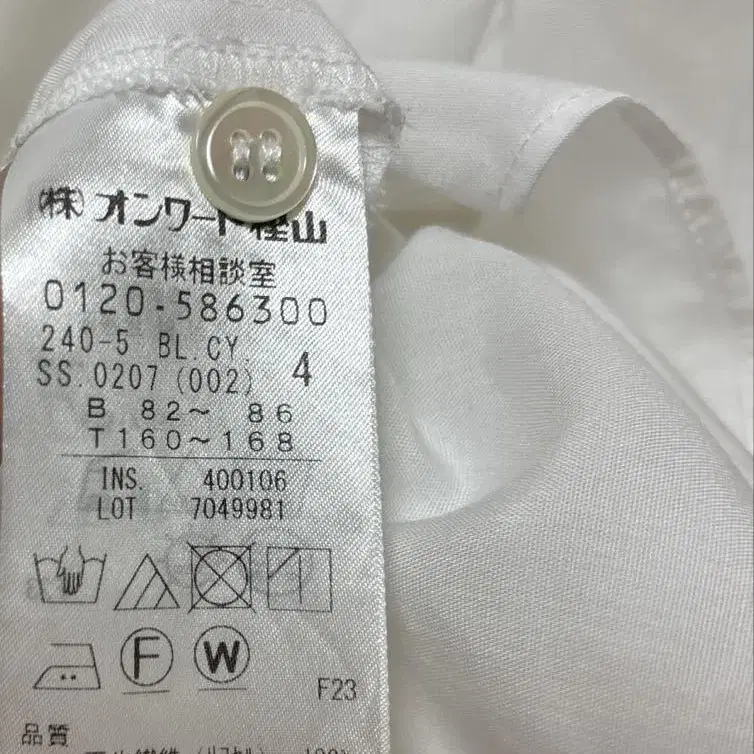 (株)オンワード樫山
お客様相談室
0120-586300
240-5 BL.CY.
SS.0207(002) 4
B 82～ 86
T160～168
INS. 400106
LOT 7049981
F
W
F23
品質